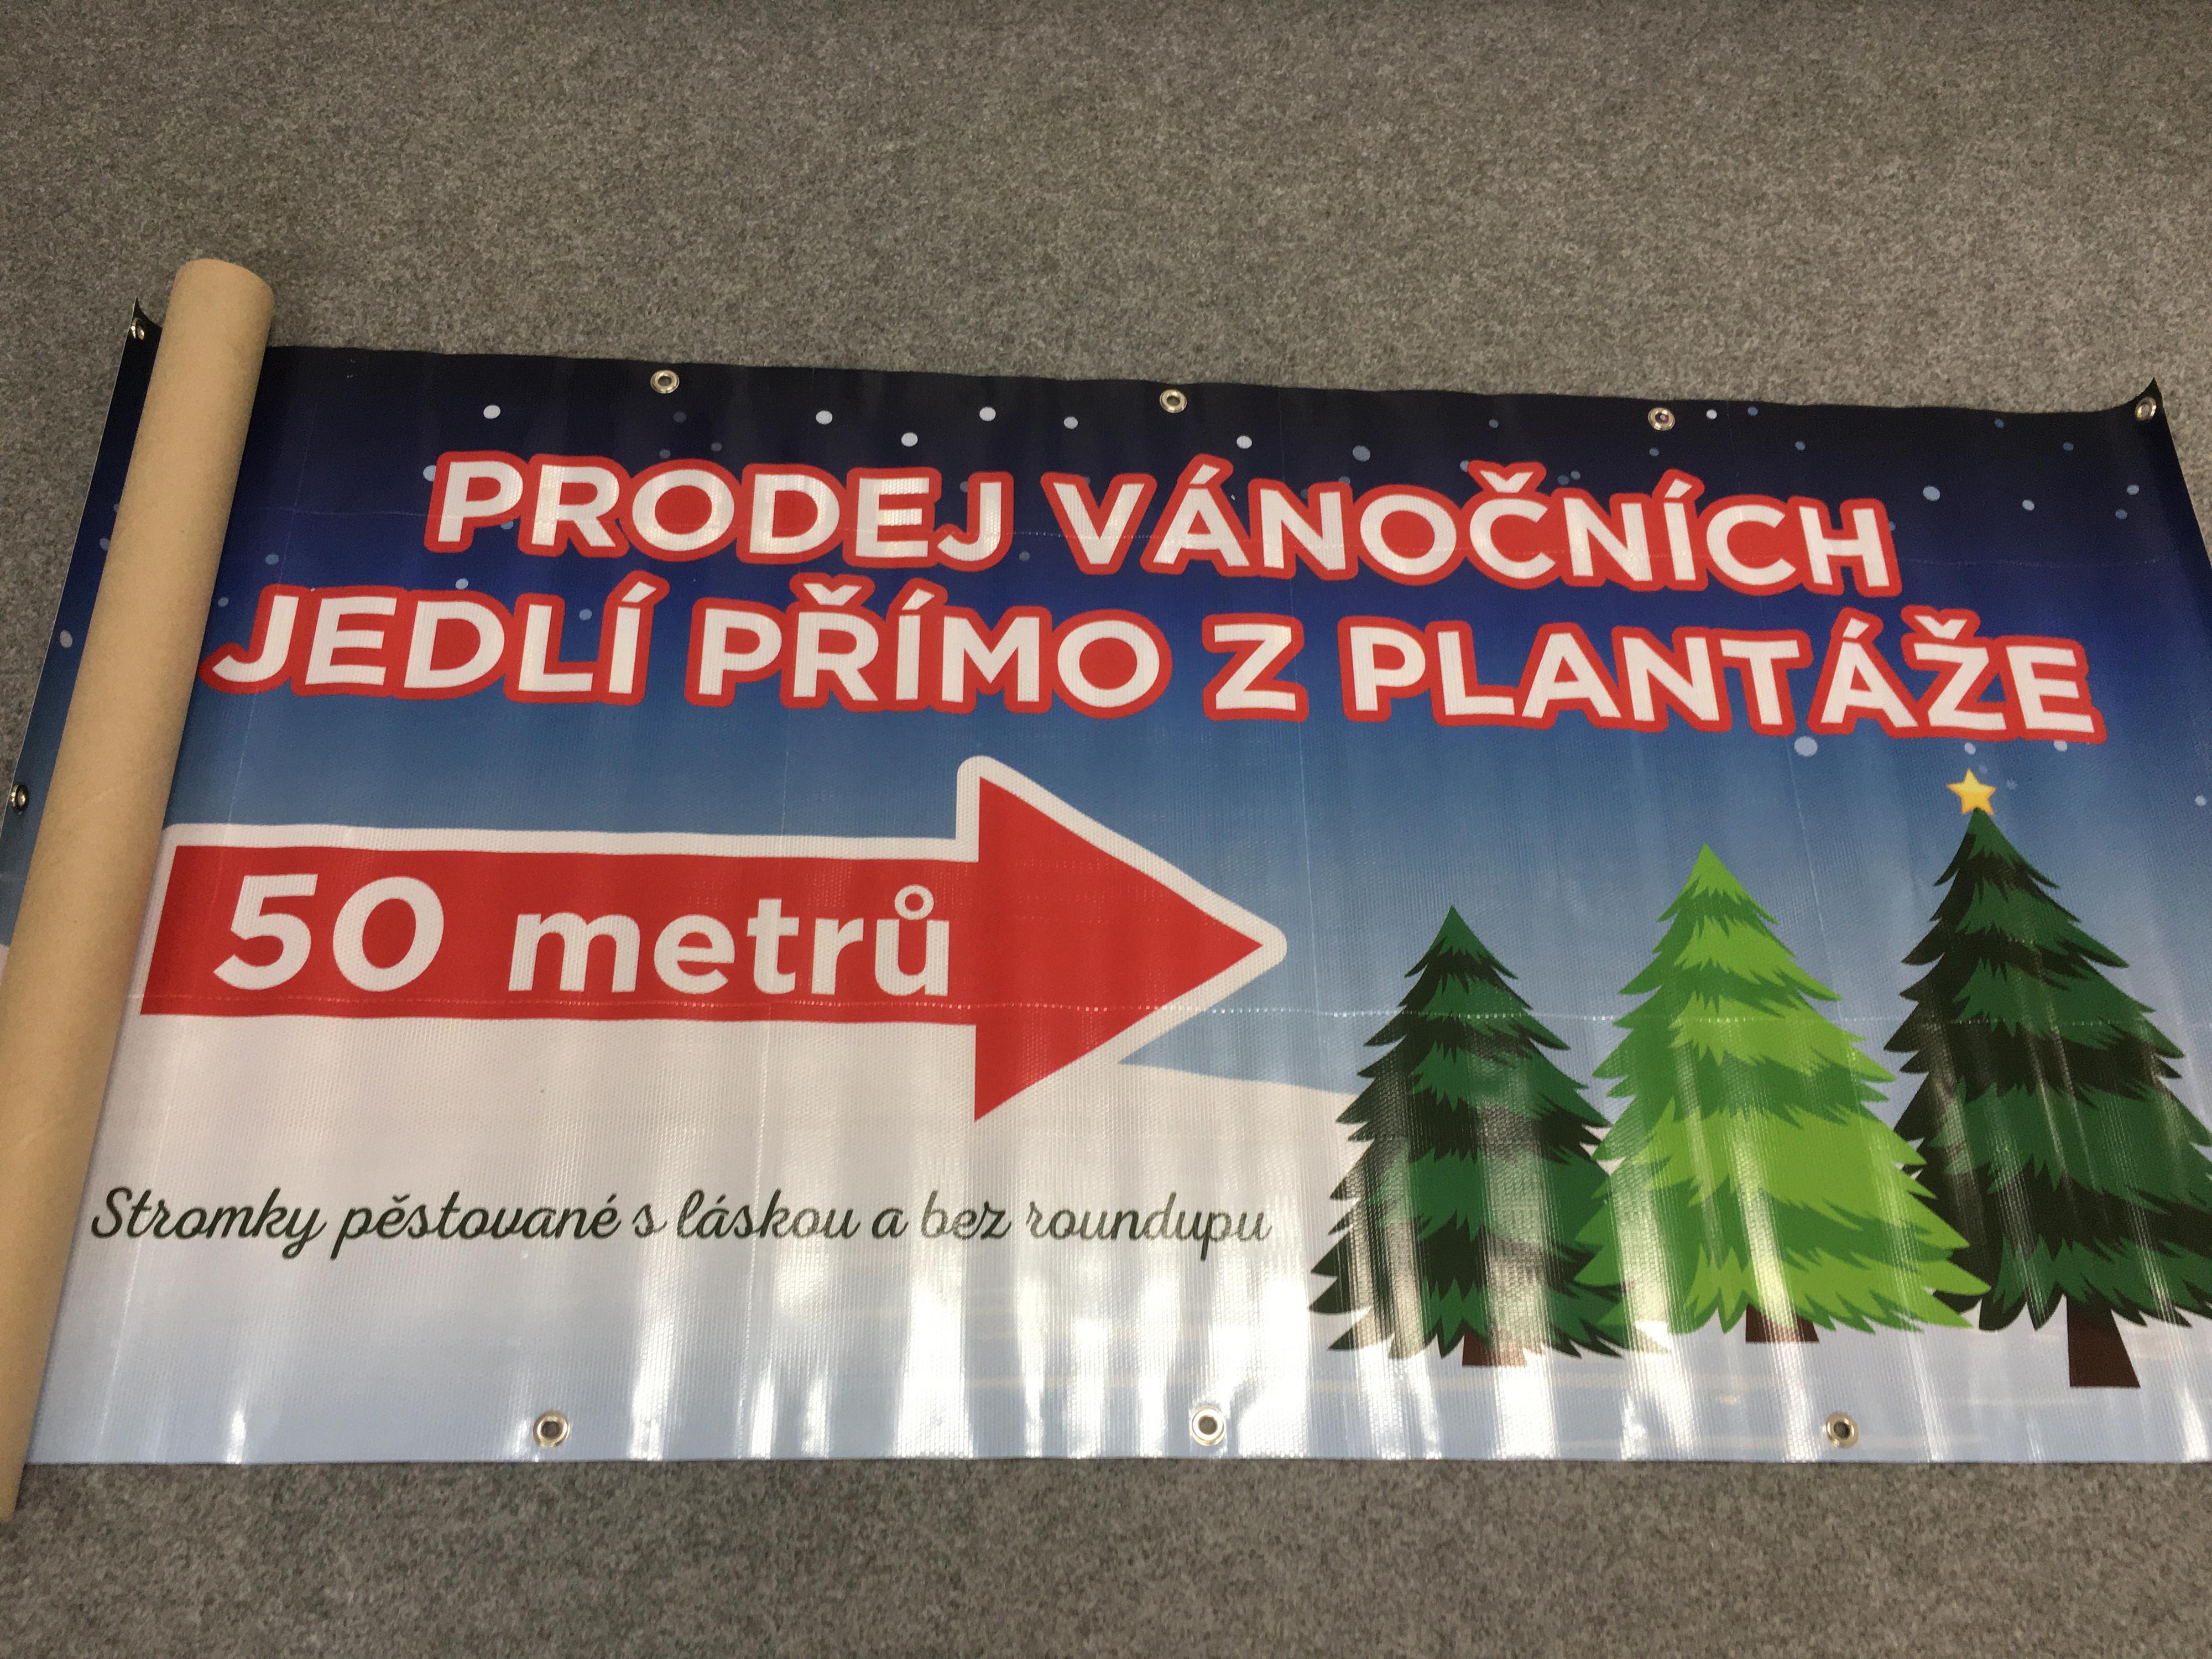 PRODEJ VÁNOČNÍCH
JEDLÍ PŘÍMO Z PLANTÁŽE
50 metrů
Stromky pěstované s láskou a bez roundupu